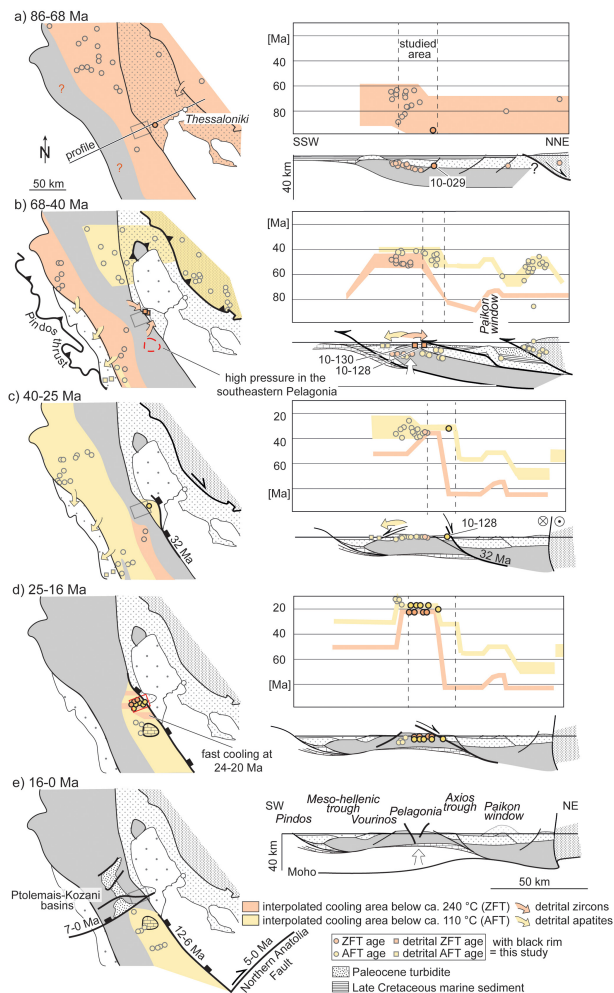 a) 86-68 Ma
?
?
Thessaloniki
N
profile
50 km
[Ma]
40
60
80
studied
area
SSW
NNE
40 km
?
10-029
b) 68-40 Ma
Pindos
thrust
high pressure in the
southeastern Pelagonia
[Ma]
40
60
80
Paikon
window
10-130
10-128
c) 40-25 Ma
32 Ma
20
40
60
[Ma]
10-128
32 Ma
d) 25-16 Ma
fast cooling at
24-20 Ma
20
40
60
[Ma]
e) 16-0 Ma
Ptolemais-Kozani
basins
7-0 Ma
12-6 Ma
5-0 Ma
Northern Anatolia
Fault
SW
NE
Pindos
Meso-hellenic
trough
Vourinos
Pelagonia
Axios
trough
Paikon
window
40 km
Moho
50 km
interpolated cooling area below ca. 240 °C (ZFT)
detrital zircons
interpolated cooling area below ca. 110 °C (AFT)
detrital apatites
ZFT age
detrital ZFT age
AFT age
detrital AFT age
with black rim
= this study
Paleocene turbidite
Late Cretaceous marine sediment